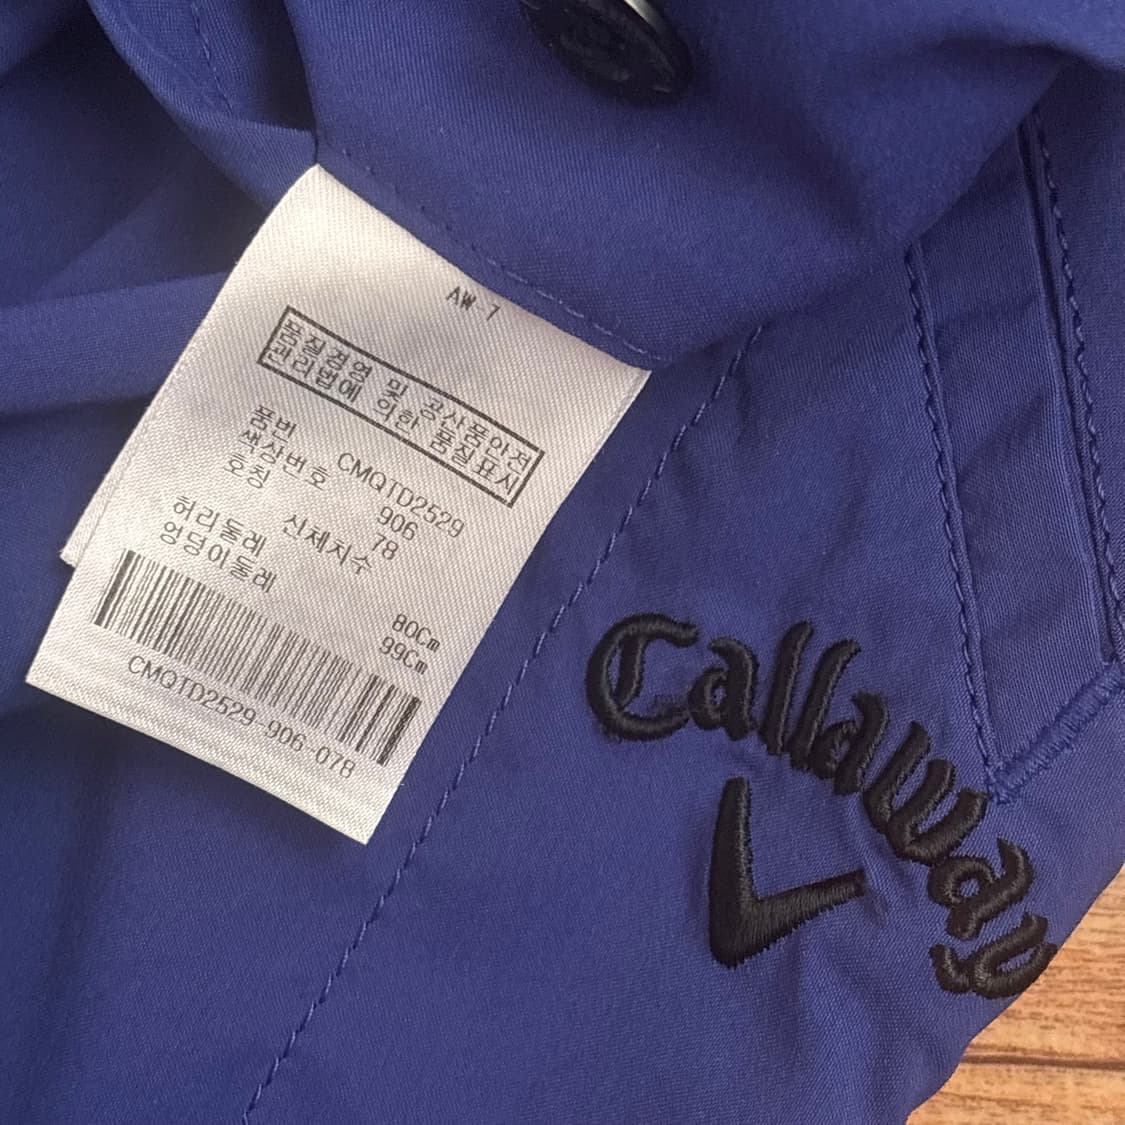 AW-7
품질경영 및 공산품안전
관리법에 의한 품질표시
품번 CMQTD2529
색상번호 906
호칭 78
신체치수
허리둘레 80Cm
엉덩이둘레 99Cm
CMQTD2529-906-078
Callaway